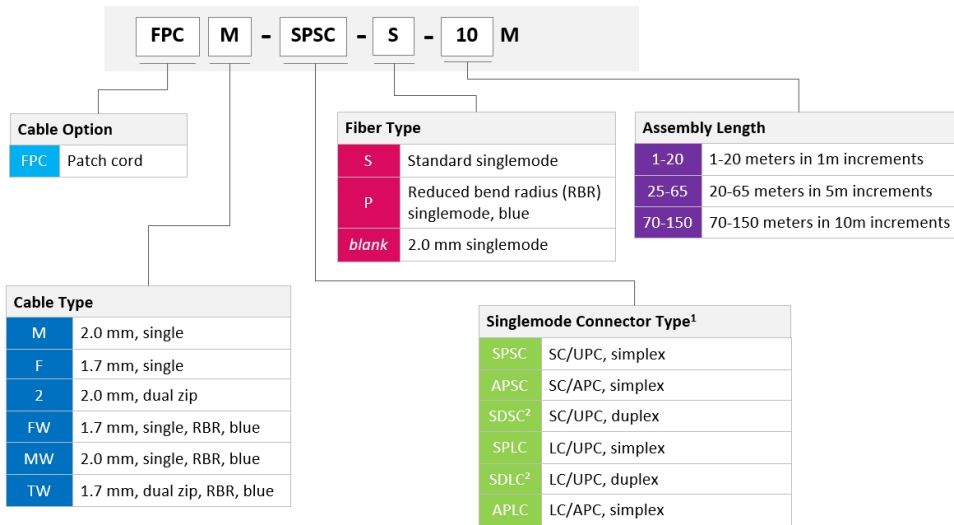 FPC M - SPSC - S - 10 M
Cable Option
FPC Patch cord
Fiber Type
S Standard singlemode
P Reduced bend radius (RBR)
singlemode, blue
blank 2.0 mm singlemode
Assembly Length
1-20 1-20 meters in 1m increments
25-65 20-65 meters in 5m increments
70-150 70-150 meters in 10m increments
Cable Type
M 2.0 mm, single
F 1.7 mm, single
2 2.0 mm, dual zip
FW 1.7 mm, single, RBR, blue
MW 2.0 mm, single, RBR, blue
TW 1.7 mm, dual zip, RBR, blue
Singlemode Connector Type¹
SPSC SC/UPC, simplex
APSC SC/APC, simplex
SDSC² SC/UPC, duplex
SPLC LC/UPC, simplex
SDLC² LC/UPC, duplex
APLC LC/APC, simplex